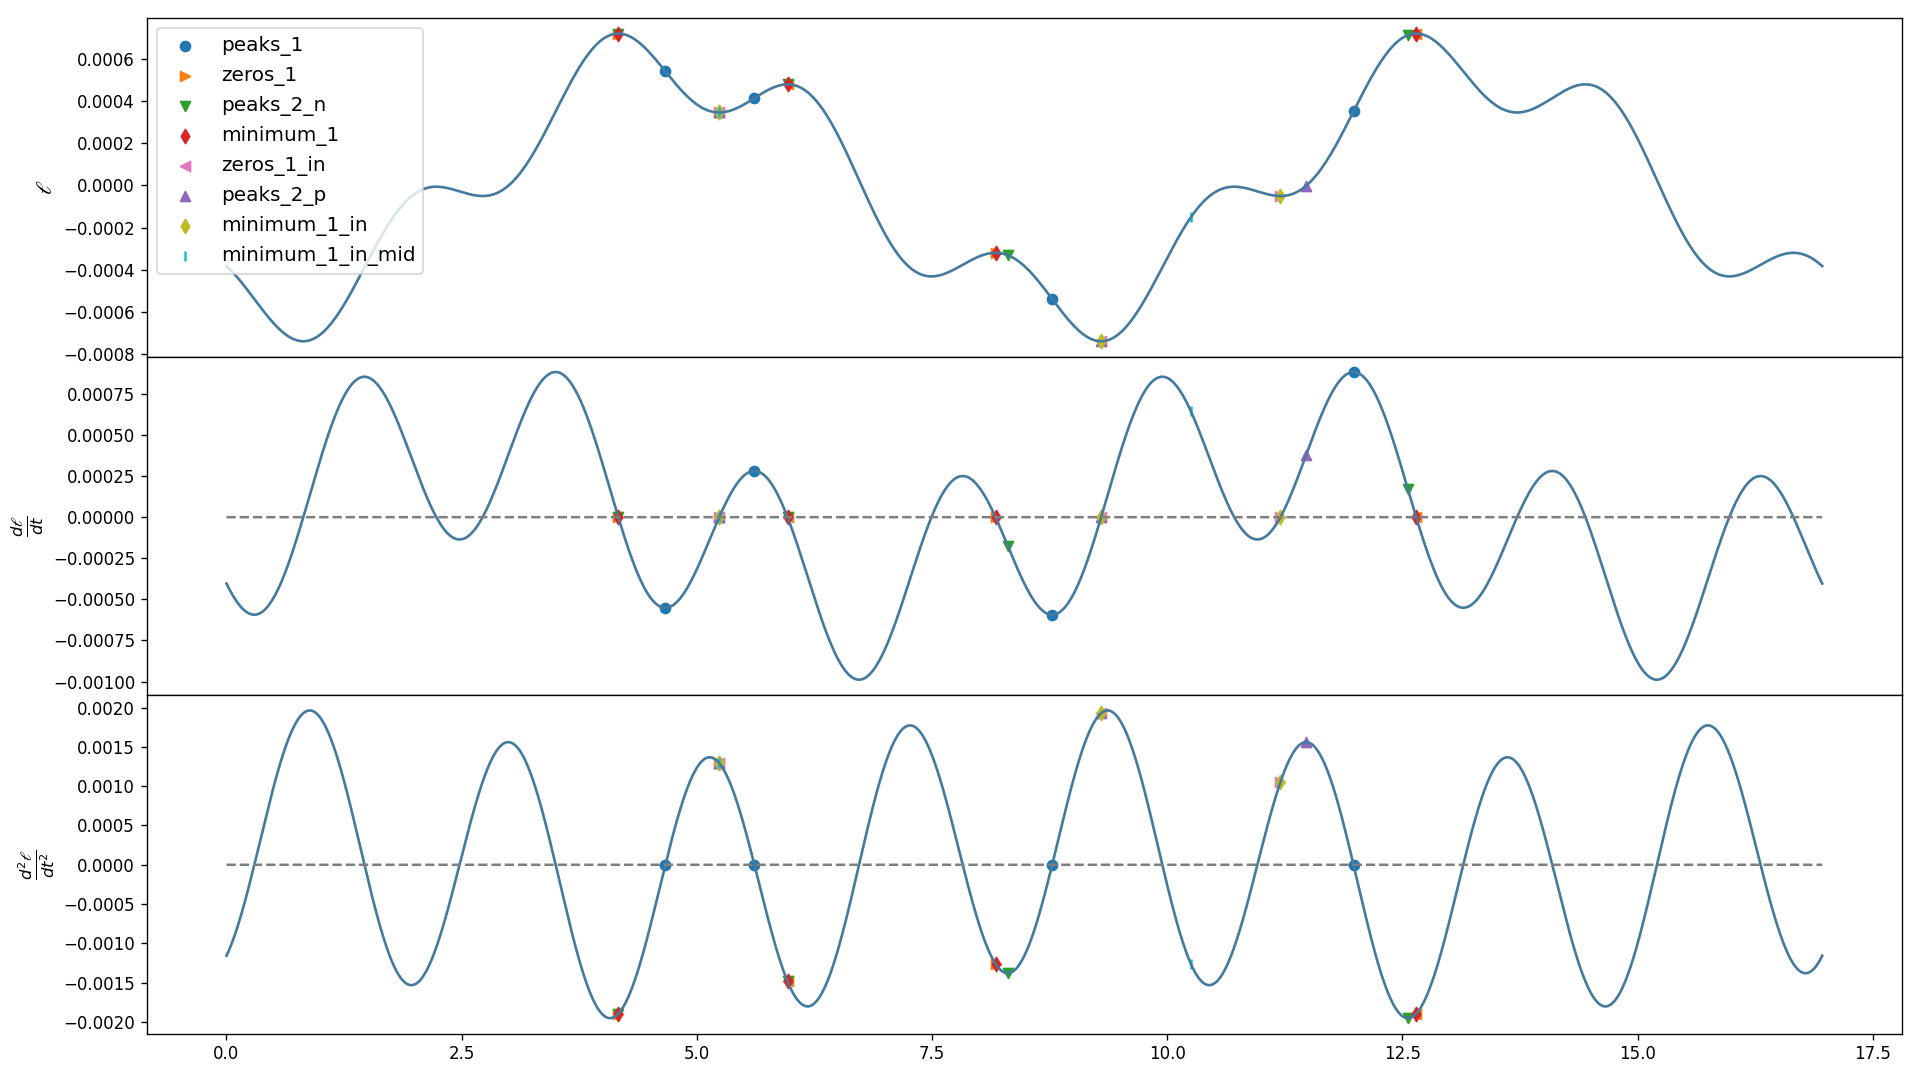 peaks_1
zeros_1
peaks_2_n
minimum_1
zeros_1_in
peaks_2_p
minimum_1_in
minimum_1_in_mid
0.0006
0.0004
0.0002
0.0000
−0.0002
−0.0004
−0.0006
−0.0008
ℓ
0.00075
0.00050
0.00025
0.00000
−0.00025
−0.00050
−0.00075
−0.00100
dℓ
dt
0.0020
0.0015
0.0010
0.0005
0.0000
−0.0005
−0.0010
−0.0015
−0.0020
d²ℓ
dt²
0.0 2.5 5.0 7.5 10.0 12.5 15.0 17.5